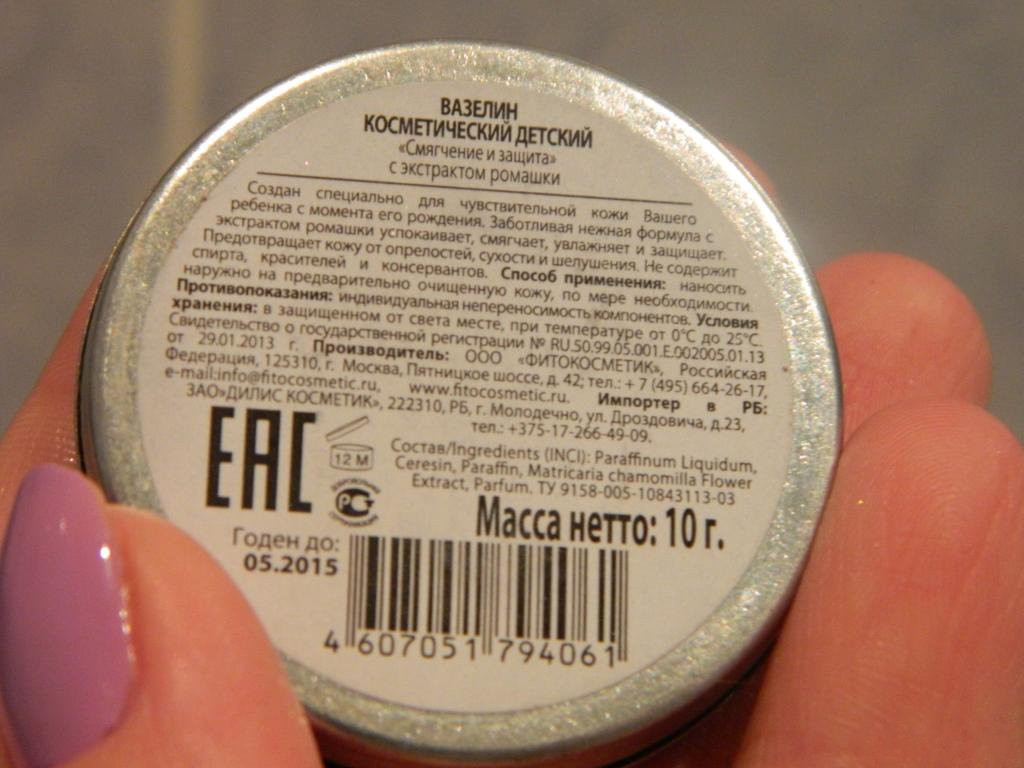 ВАЗЕЛИН
КОСМЕТИЧЕСКИЙ ДЕТСКИЙ
«Смягчение и защита»
с экстрактом ромашки
Создан специально для чувствительной кожи Вашего
ребенка с момента его рождения. Заботливая нежная формула с
экстрактом ромашки успокаивает, смягчает, увлажняет и защищает.
Предотвращает кожу от опрелостей, сухости и шелушения. Не содержит
спирта, красителей и консервантов. Способ применения: наносить
наружно на предварительно очищенную кожу, по мере необходимости.
Противопоказания: индивидуальная непереносимость компонентов. Условия
хранения: в защищенном от света месте, при температуре от 0°С до 25°С.
Свидетельство о государственной регистрации № RU.50.99.05.001.Е.002005.01.13
от 29.01.2013 г. Производитель: ООО «ФИТОКОСМЕТИК», Российская
Федерация, 125310, г. Москва, Пятницкое шоссе, д. 42; тел.: + 7 (495) 664-26-17,
e-mail:info@fitocosmetic.ru, www.fitocosmetic.ru. Импортер в РБ:
ЗАО»ДИЛИС КОСМЕТИК», 222310, РБ, г. Молодечно, ул. Дроздовича, д.23,
тел.: +375-17-266-49-09.
ЕАС
12 M
ДОБРОВОЛЬНАЯ
РС
СЕРТИФИКАЦИЯ
Состав/Ingredients (INCI): Paraffinum Liquidum,
Ceresin, Paraffin, Matricaria chamomilla Flower
Extract, Parfum. ТУ 9158-005-10843113-03
Масса нетто: 10 г.
Годен до:
05.2015
4 607051 794061